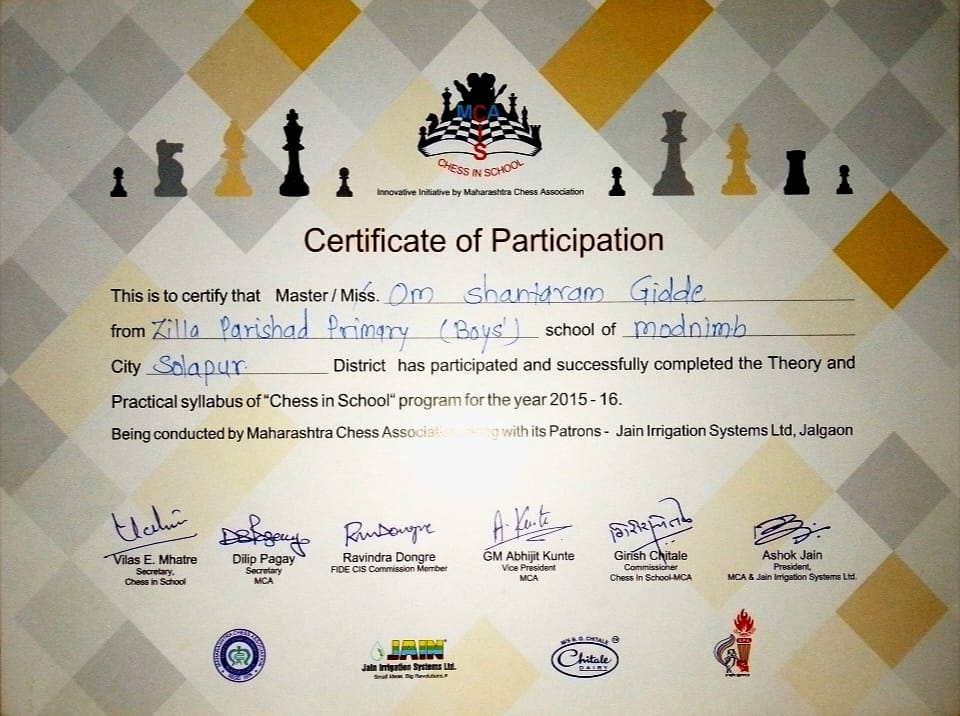 MCA
CIS
CHESS IN SCHOOL
Innovative Initiative by Maharashtra Chess Association
Certificate of Participation
This is to certify that Master / Miss. Om Shantaram Gidde
from Zilla Parishad Primary (Boys') school of modnimb
City Solapur. District has participated and successfully completed the Theory and
Practical syllabus of "Chess in School" program for the year 2015 - 16.
Being conducted by Maharashtra Chess Associat with its Patrons - Jain Irrigation Systems Ltd, Jalgaon
A. Kunte
Vilas E. Mhatre Dilip Pagay Ravindra Dongre GM Abhijit Kunte Girish Chitale Ashok Jain
Secretary, Secretary FIDE CIS Commission Member Vice President Commissioner President,
Chess in School MCA MCA Chess In School-MCA MCA & Jain Irrigation Systems Ltd.
JAIN
Jain Irrigation Systems Ltd.
Small Ideas. Big Revolutions.
Chitale
DAIRY